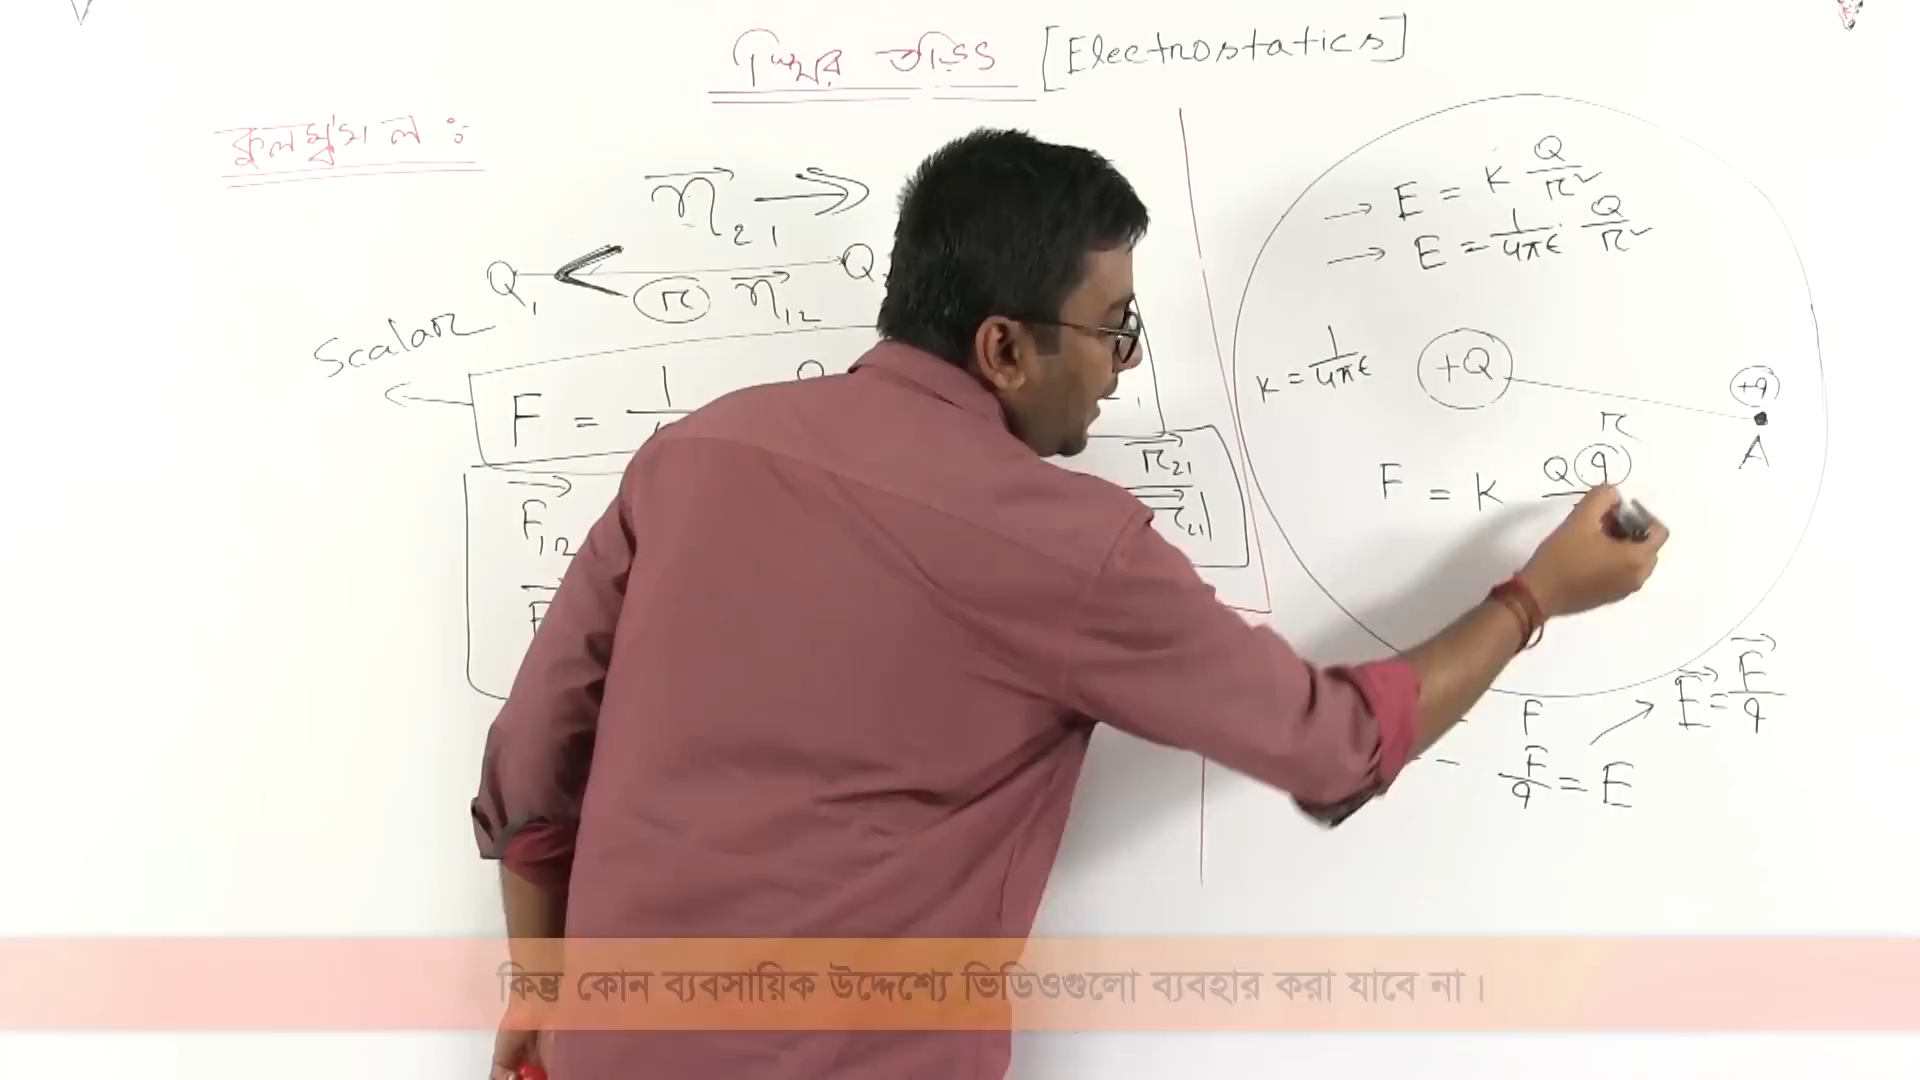 স্থির তড়িৎ [Electrostatics]
কুলম্বের সূত্র :
r₂₁ →
Q₁ r r₁₂ Q
Scalar
F = 1
F₁₂
r₂₁
|r₂₁|
→ E = K Q/r²
→ E = 1/4πε Q/r²
K = 1/4πε
+Q
+q
r
A
F = K Qq
F
F/q = E
E = F/q
কিন্তু কোন ব্যবসায়িক উদ্দেশ্যে ভিডিওগুলো ব্যবহার করা যাবে না।